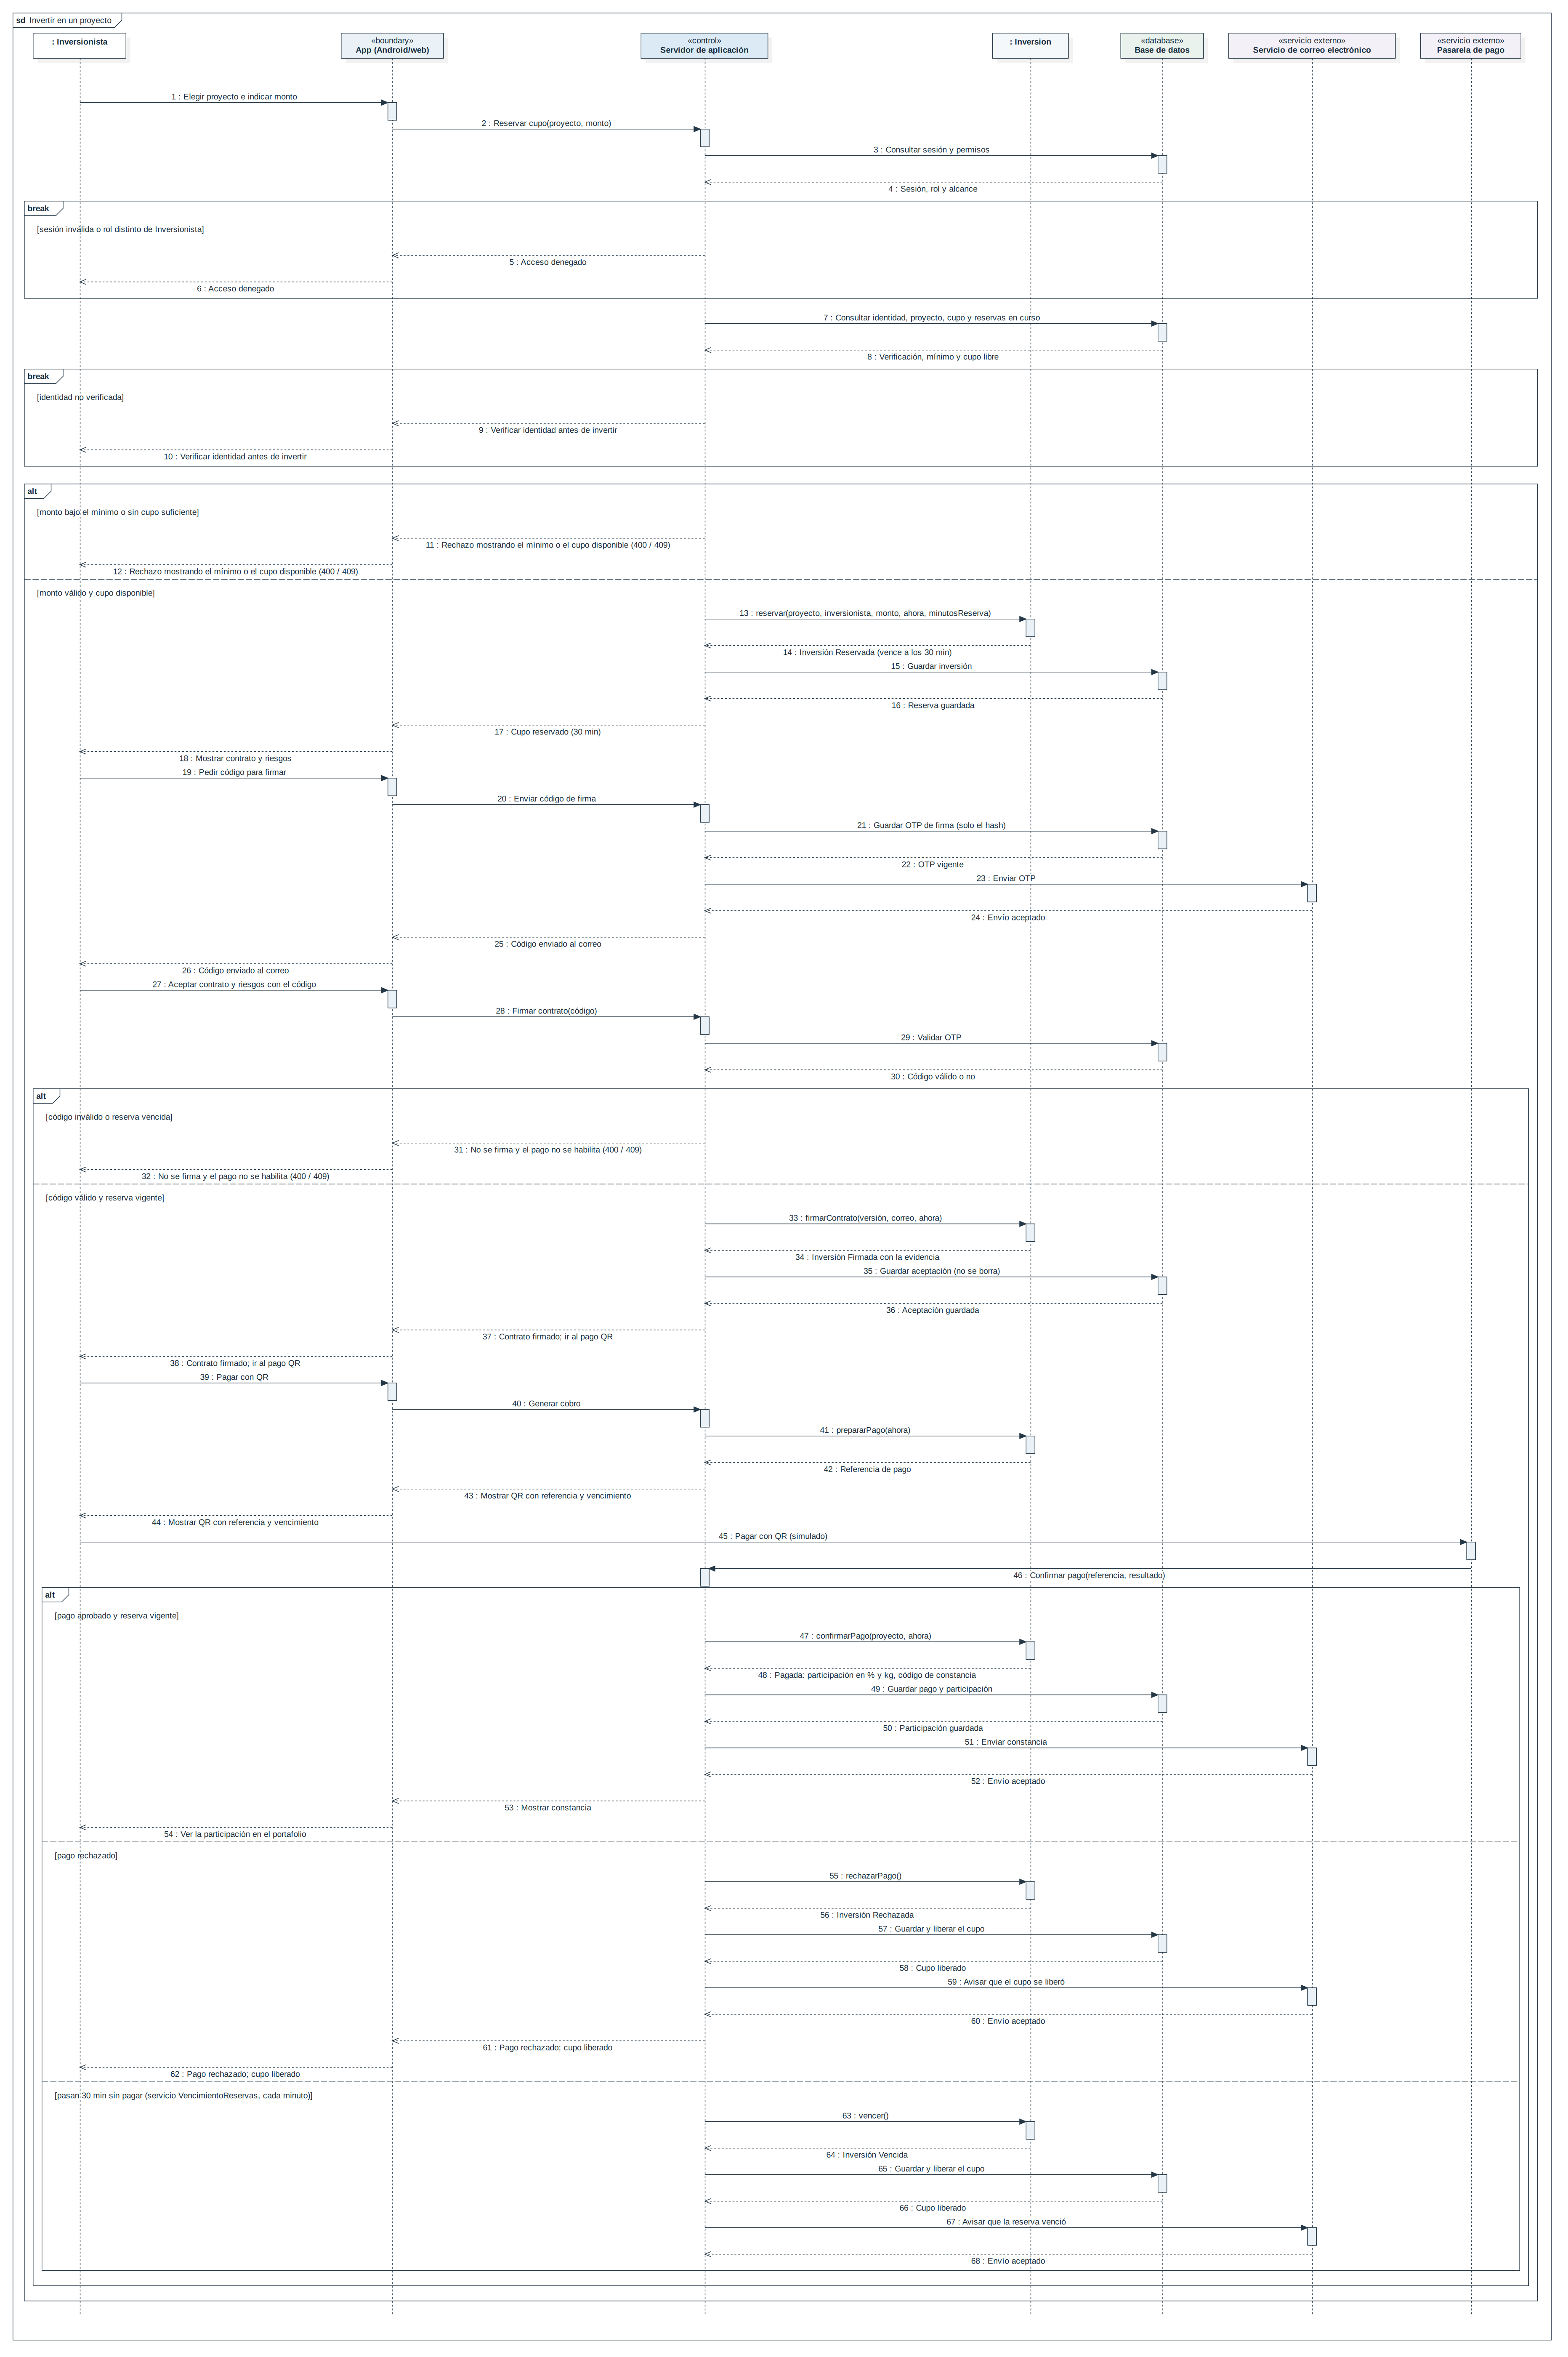 sd Invertir en un proyecto
: Inversionista
«boundary»
App (Android/web)
«control»
Servidor de aplicación
: Inversion
«database»
Base de datos
«servicio externo»
Servicio de correo electrónico
«servicio externo»
Pasarela de pago
1 : Elegir proyecto e indicar monto
2 : Reservar cupo(proyecto, monto)
3 : Consultar sesión y permisos
4 : Sesión, rol y alcance
break
[sesión inválida o rol distinto de Inversionista]
5 : Acceso denegado
6 : Acceso denegado
7 : Consultar identidad, proyecto, cupo y reservas en curso
8 : Verificación, mínimo y cupo libre
break
[identidad no verificada]
9 : Verificar identidad antes de invertir
10 : Verificar identidad antes de invertir
alt
[monto bajo el mínimo o sin cupo suficiente]
11 : Rechazo mostrando el mínimo o el cupo disponible (400 / 409)
12 : Rechazo mostrando el mínimo o el cupo disponible (400 / 409)
[monto válido y cupo disponible]
13 : reservar(proyecto, inversionista, monto, ahora, minutosReserva)
14 : Inversión Reservada (vence a los 30 min)
15 : Guardar inversión
16 : Reserva guardada
17 : Cupo reservado (30 min)
18 : Mostrar contrato y riesgos
19 : Pedir código para firmar
20 : Enviar código de firma
21 : Guardar OTP de firma (solo el hash)
22 : OTP vigente
23 : Enviar OTP
24 : Envío aceptado
25 : Código enviado al correo
26 : Código enviado al correo
27 : Aceptar contrato y riesgos con el código
28 : Firmar contrato(código)
29 : Validar OTP
30 : Código válido o no
alt
[código inválido o reserva vencida]
31 : No se firma y el pago no se habilita (400 / 409)
32 : No se firma y el pago no se habilita (400 / 409)
[código válido y reserva vigente]
33 : firmarContrato(versión, correo, ahora)
34 : Inversión Firmada con la evidencia
35 : Guardar aceptación (no se borra)
36 : Aceptación guardada
37 : Contrato firmado; ir al pago QR
38 : Contrato firmado; ir al pago QR
39 : Pagar con QR
40 : Generar cobro
41 : prepararPago(ahora)
42 : Referencia de pago
43 : Mostrar QR con referencia y vencimiento
44 : Mostrar QR con referencia y vencimiento
45 : Pagar con QR (simulado)
46 : Confirmar pago(referencia, resultado)
alt
[pago aprobado y reserva vigente]
47 : confirmarPago(proyecto, ahora)
48 : Pagada: participación en % y kg, código de constancia
49 : Guardar pago y participación
50 : Participación guardada
51 : Enviar constancia
52 : Envío aceptado
53 : Mostrar constancia
54 : Ver la participación en el portafolio
[pago rechazado]
55 : rechazarPago()
56 : Inversión Rechazada
57 : Guardar y liberar el cupo
58 : Cupo liberado
59 : Avisar que el cupo se liberó
60 : Envío aceptado
61 : Pago rechazado; cupo liberado
62 : Pago rechazado; cupo liberado
[pasan 30 min sin pagar (servicio VencimientoReservas, cada minuto)]
63 : vencer()
64 : Inversión Vencida
65 : Guardar y liberar el cupo
66 : Cupo liberado
67 : Avisar que la reserva venció
68 : Envío aceptado